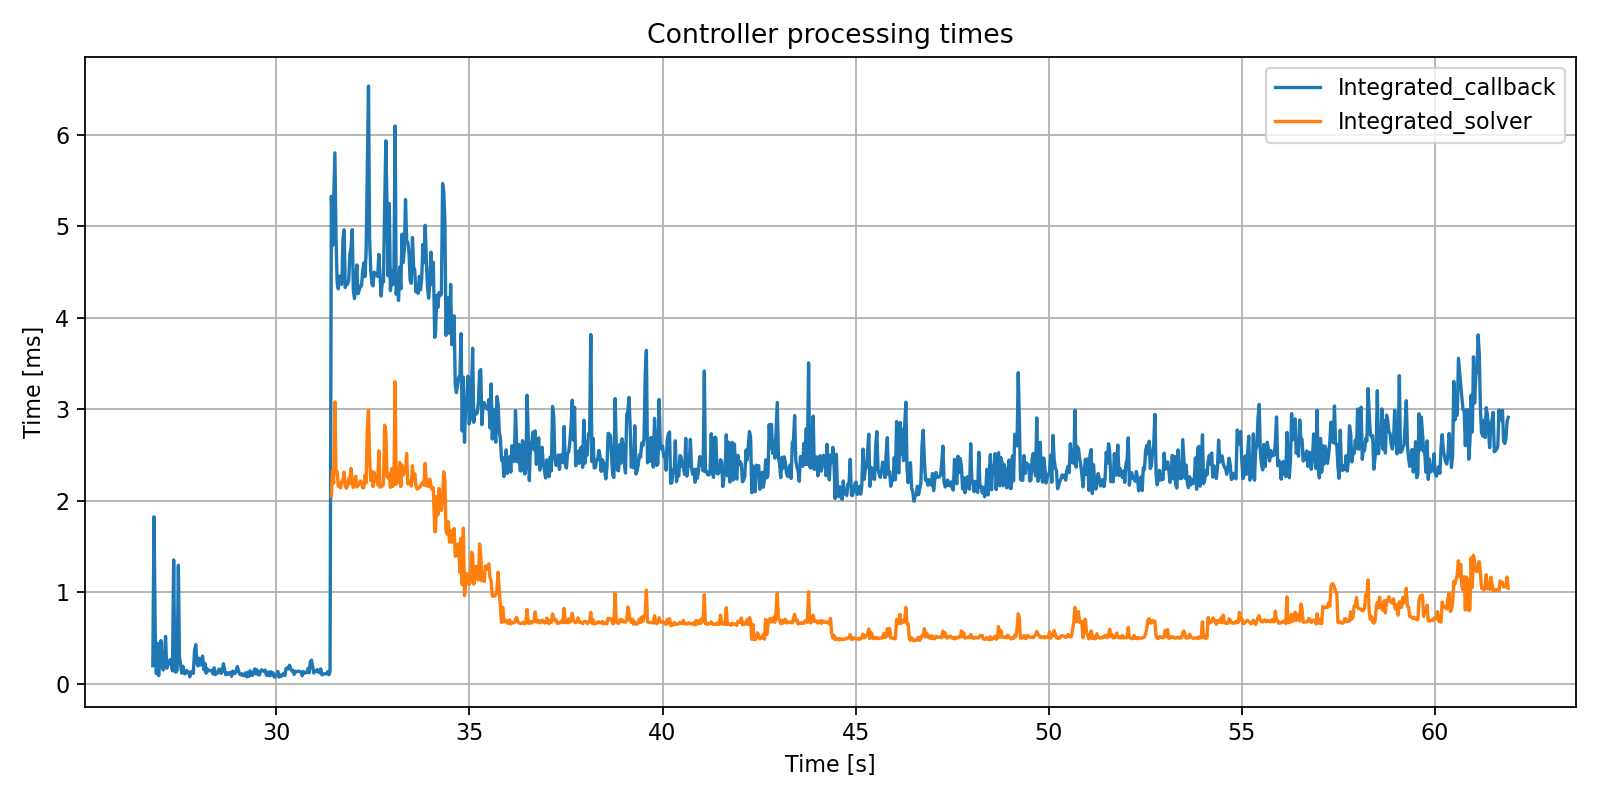 Controller processing times
Integrated_callback
Integrated_solver
Time [ms]
6
5
4
3
2
1
0
30
35
40
45
50
55
60
Time [s]